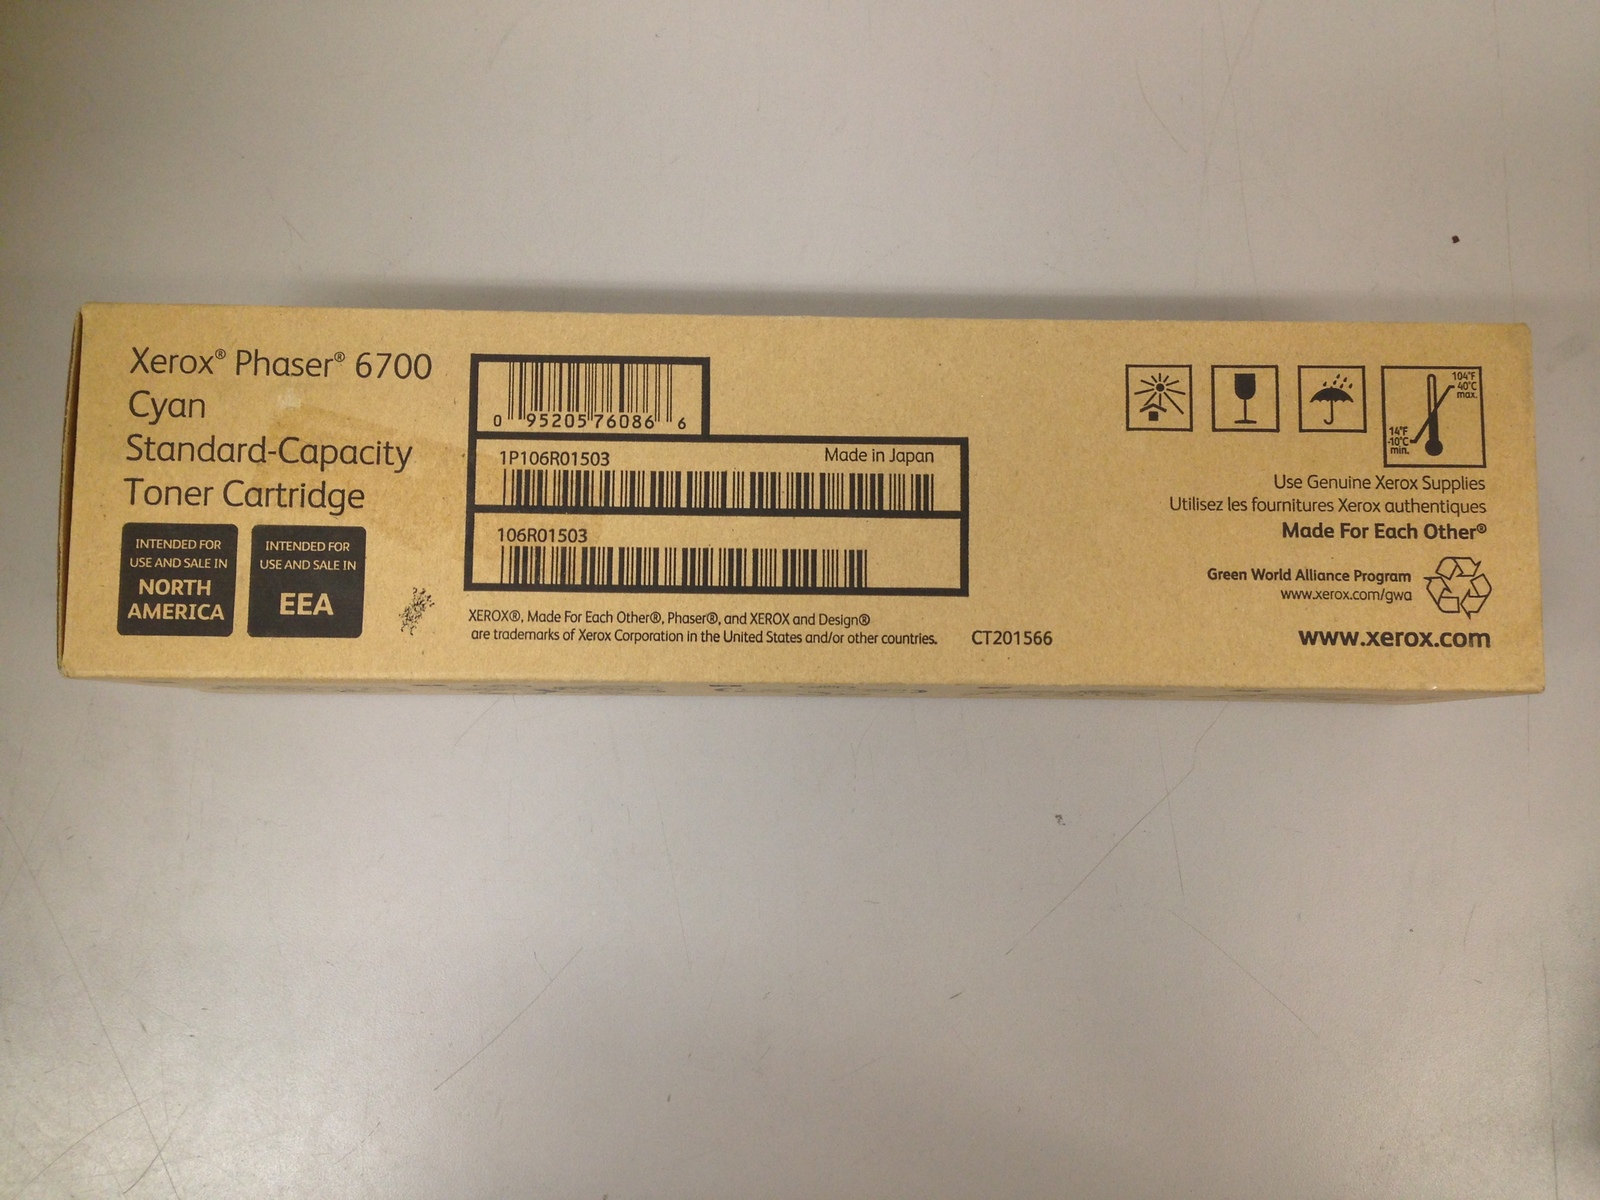 Xerox® Phaser® 6700
Cyan
Standard-Capacity
Toner Cartridge
INTENDED FOR
USE AND SALE IN
NORTH
AMERICA
INTENDED FOR
USE AND SALE IN
EEA
0 95205 76086 6
1P106R01503
Made in Japan
106R01503
XEROX®, Made For Each Other®, Phaser®, and XEROX and Design®
are trademarks of Xerox Corporation in the United States and/or other countries.
CT201566
104°F
40°C
max.
14°F
-10°C
min.
Use Genuine Xerox Supplies
Utilisez les fournitures Xerox authentiques
Made For Each Other®
Green World Alliance Program
www.xerox.com/gwa
www.xerox.com